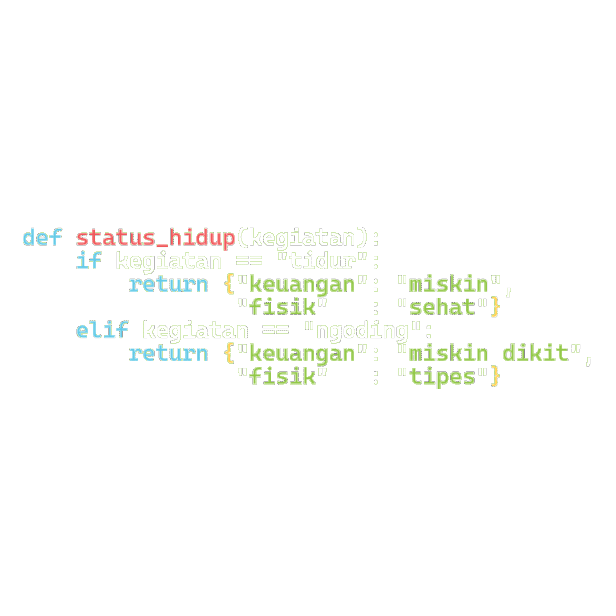 def status_hidup(kegiatan):
    if kegiatan == "tidur":
        return {"keuangan": "miskin",
                "fisik"   : "sehat"}
    elif kegiatan == "ngoding":
        return {"keuangan": "miskin dikit",
                "fisik"   : "tipes"}